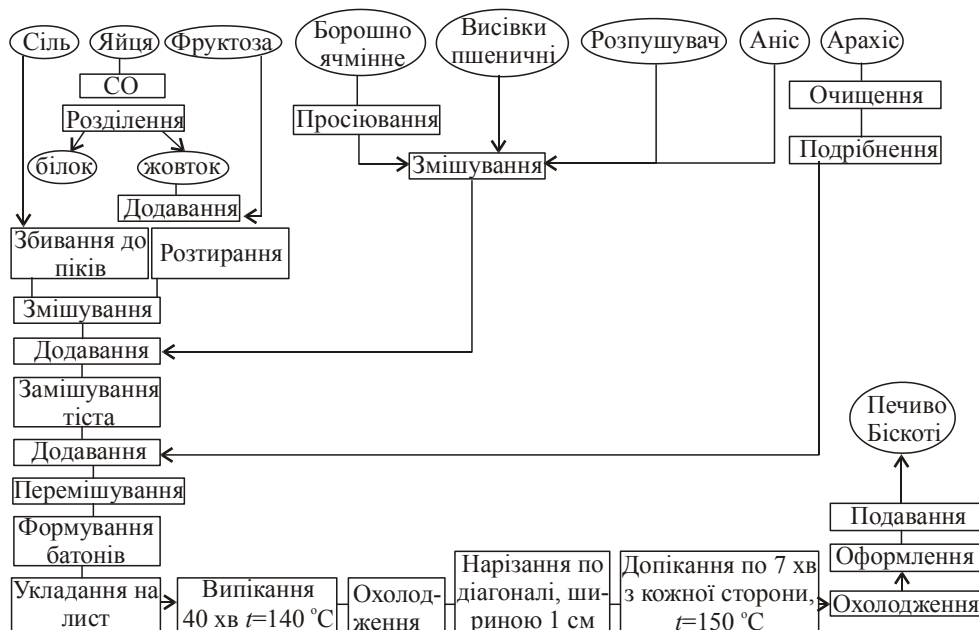 Сіль
Яйця
Фруктоза
Борошно
ячмінне
Висівки
пшеничні
Розпушувач
Аніс
Арахіс
СО
Очищення
Розділення
Просіювання
Подрібнення
білок
жовток
Змішування
Додавання
Збивання до
піків
Розтирання
Змішування
Додавання
Замішування
тіста
Додавання
Перемішування
Формування
батонів
Укладання на
лист
Випікання
40 хв t=140 °С
Охолод-
ження
Нарізання по
діагоналі, ши-
риною 1 см
Допікання по 7 хв
з кожної сторони,
t=150 °С
Охолодження
Оформлення
Подавання
Печиво
Біскоті